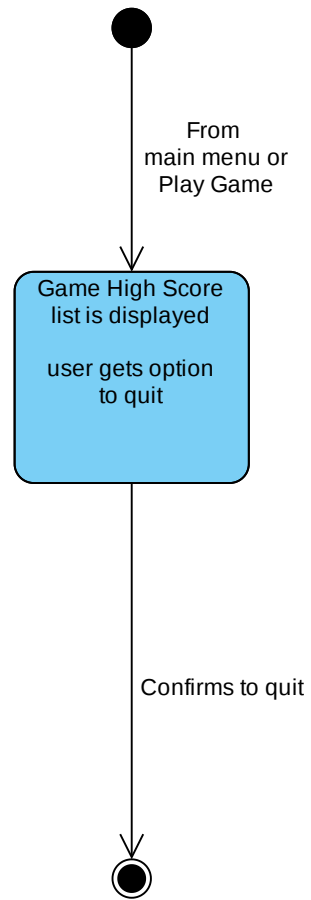 From
main menu or
Play Game
Game High Score
list is displayed
user gets option
to quit
Confirms to quit